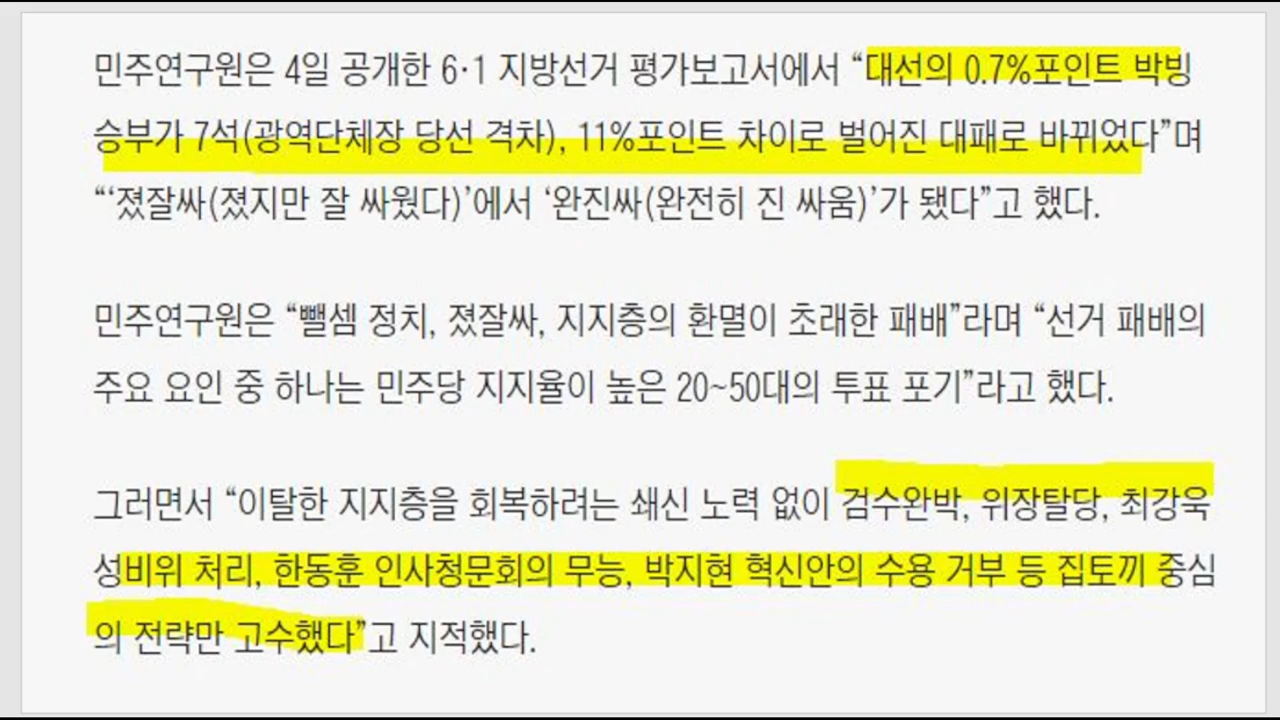 민주연구원은 4일 공개한 6·1 지방선거 평가보고서에서 “대선의 0.7%포인트 박빙
승부가 7석(광역단체장 당선 격차), 11%포인트 차이로 벌어진 대패로 바뀌었다”며
“‘졌잘싸(졌지만 잘 싸웠다)’에서 ‘완진싸(완전히 진 싸움)’가 됐다”고 했다.
민주연구원은 “뺄셈 정치, 졌잘싸, 지지층의 환멸이 초래한 패배”라며 “선거 패배의
주요 요인 중 하나는 민주당 지지율이 높은 20~50대의 투표 포기”라고 했다.
그러면서 “이탈한 지지층을 회복하려는 쇄신 노력 없이 검수완박, 위장탈당, 최강욱
성비위 처리, 한동훈 인사청문회의 무능, 박지현 혁신안의 수용 거부 등 집토끼 중심
의 전략만 고수했다”고 지적했다.